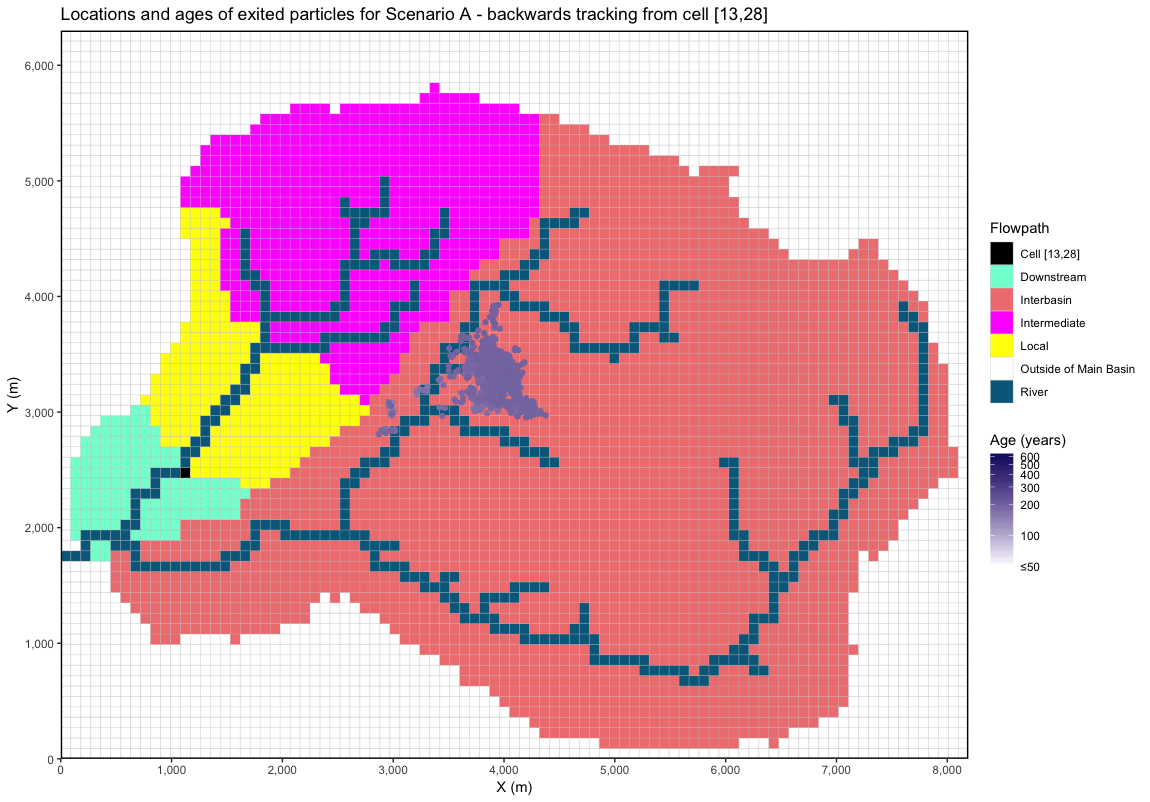 Locations and ages of exited particles for Scenario A - backwards tracking from cell [13,28]
6,000
5,000
4,000
3,000
2,000
1,000
0
Y (m)
0 1,000 2,000 3,000 4,000 5,000 6,000 7,000 8,000
X (m)
Flowpath
Cell [13,28]
Downstream
Interbasin
Intermediate
Local
Outside of Main Basin
River
Age (years)
600
500
400
300
200
100
≤50